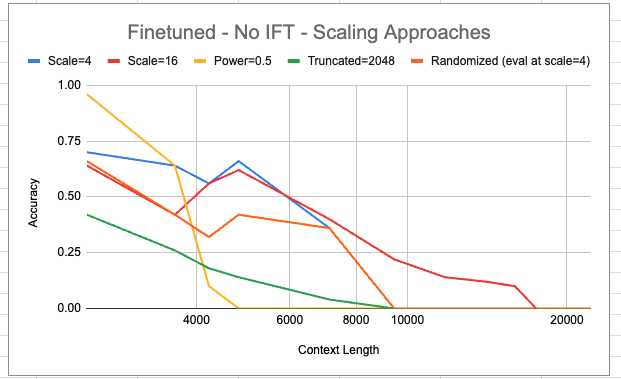 Finetuned - No IFT - Scaling Approaches
Scale=4 Scale=16 Power=0.5 Truncated=2048 Randomized (eval at scale=4)
1.00
0.75
0.50
0.25
0.00
Accuracy
4000 6000 8000 10000 20000
Context Length